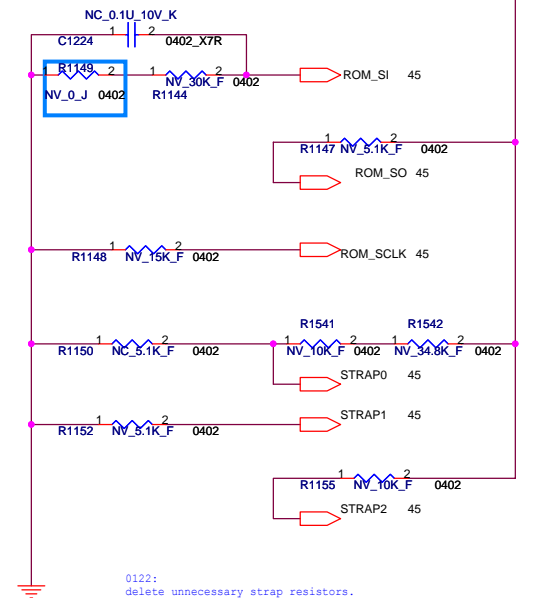 NC_0.1U_10V_K
1 2
C1224 0402_X7R
R1149
1 2 1 2
ROM_SI 45
NV_30K_F 0402
NV_0_J 0402 R1144
1 2
R1147 NV_5.1K_F 0402
ROM_SO 45
1 2
R1148 NV_15K_F 0402
ROM_SCLK 45
R1541 R1542
1 2 1 2 1 2
R1150 NC_5.1K_F 0402 NV_10K_F 0402 NV_34.8K_F 0402
STRAP0 45
STRAP1 45
1 2
R1152 NV_5.1K_F 0402
1 2
R1155 NV_10K_F 0402
STRAP2 45
0122:
delete unnecessary strap resistors.